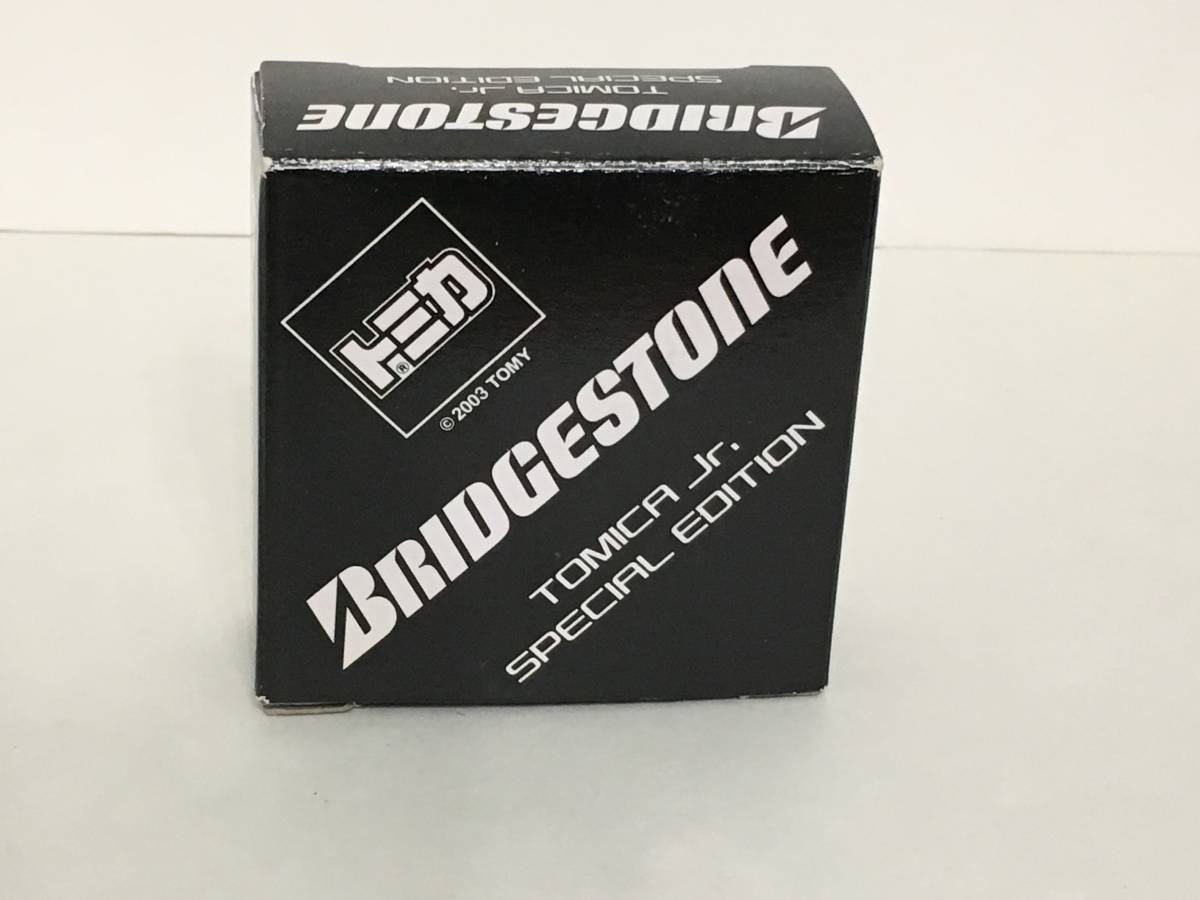 TOMICA Jr.
SPECIAL EDITION
BRIDGESTONE
トミカ®
© 2003 TOMY
BRIDGESTONE
TOMICA Jr.
SPECIAL EDITION